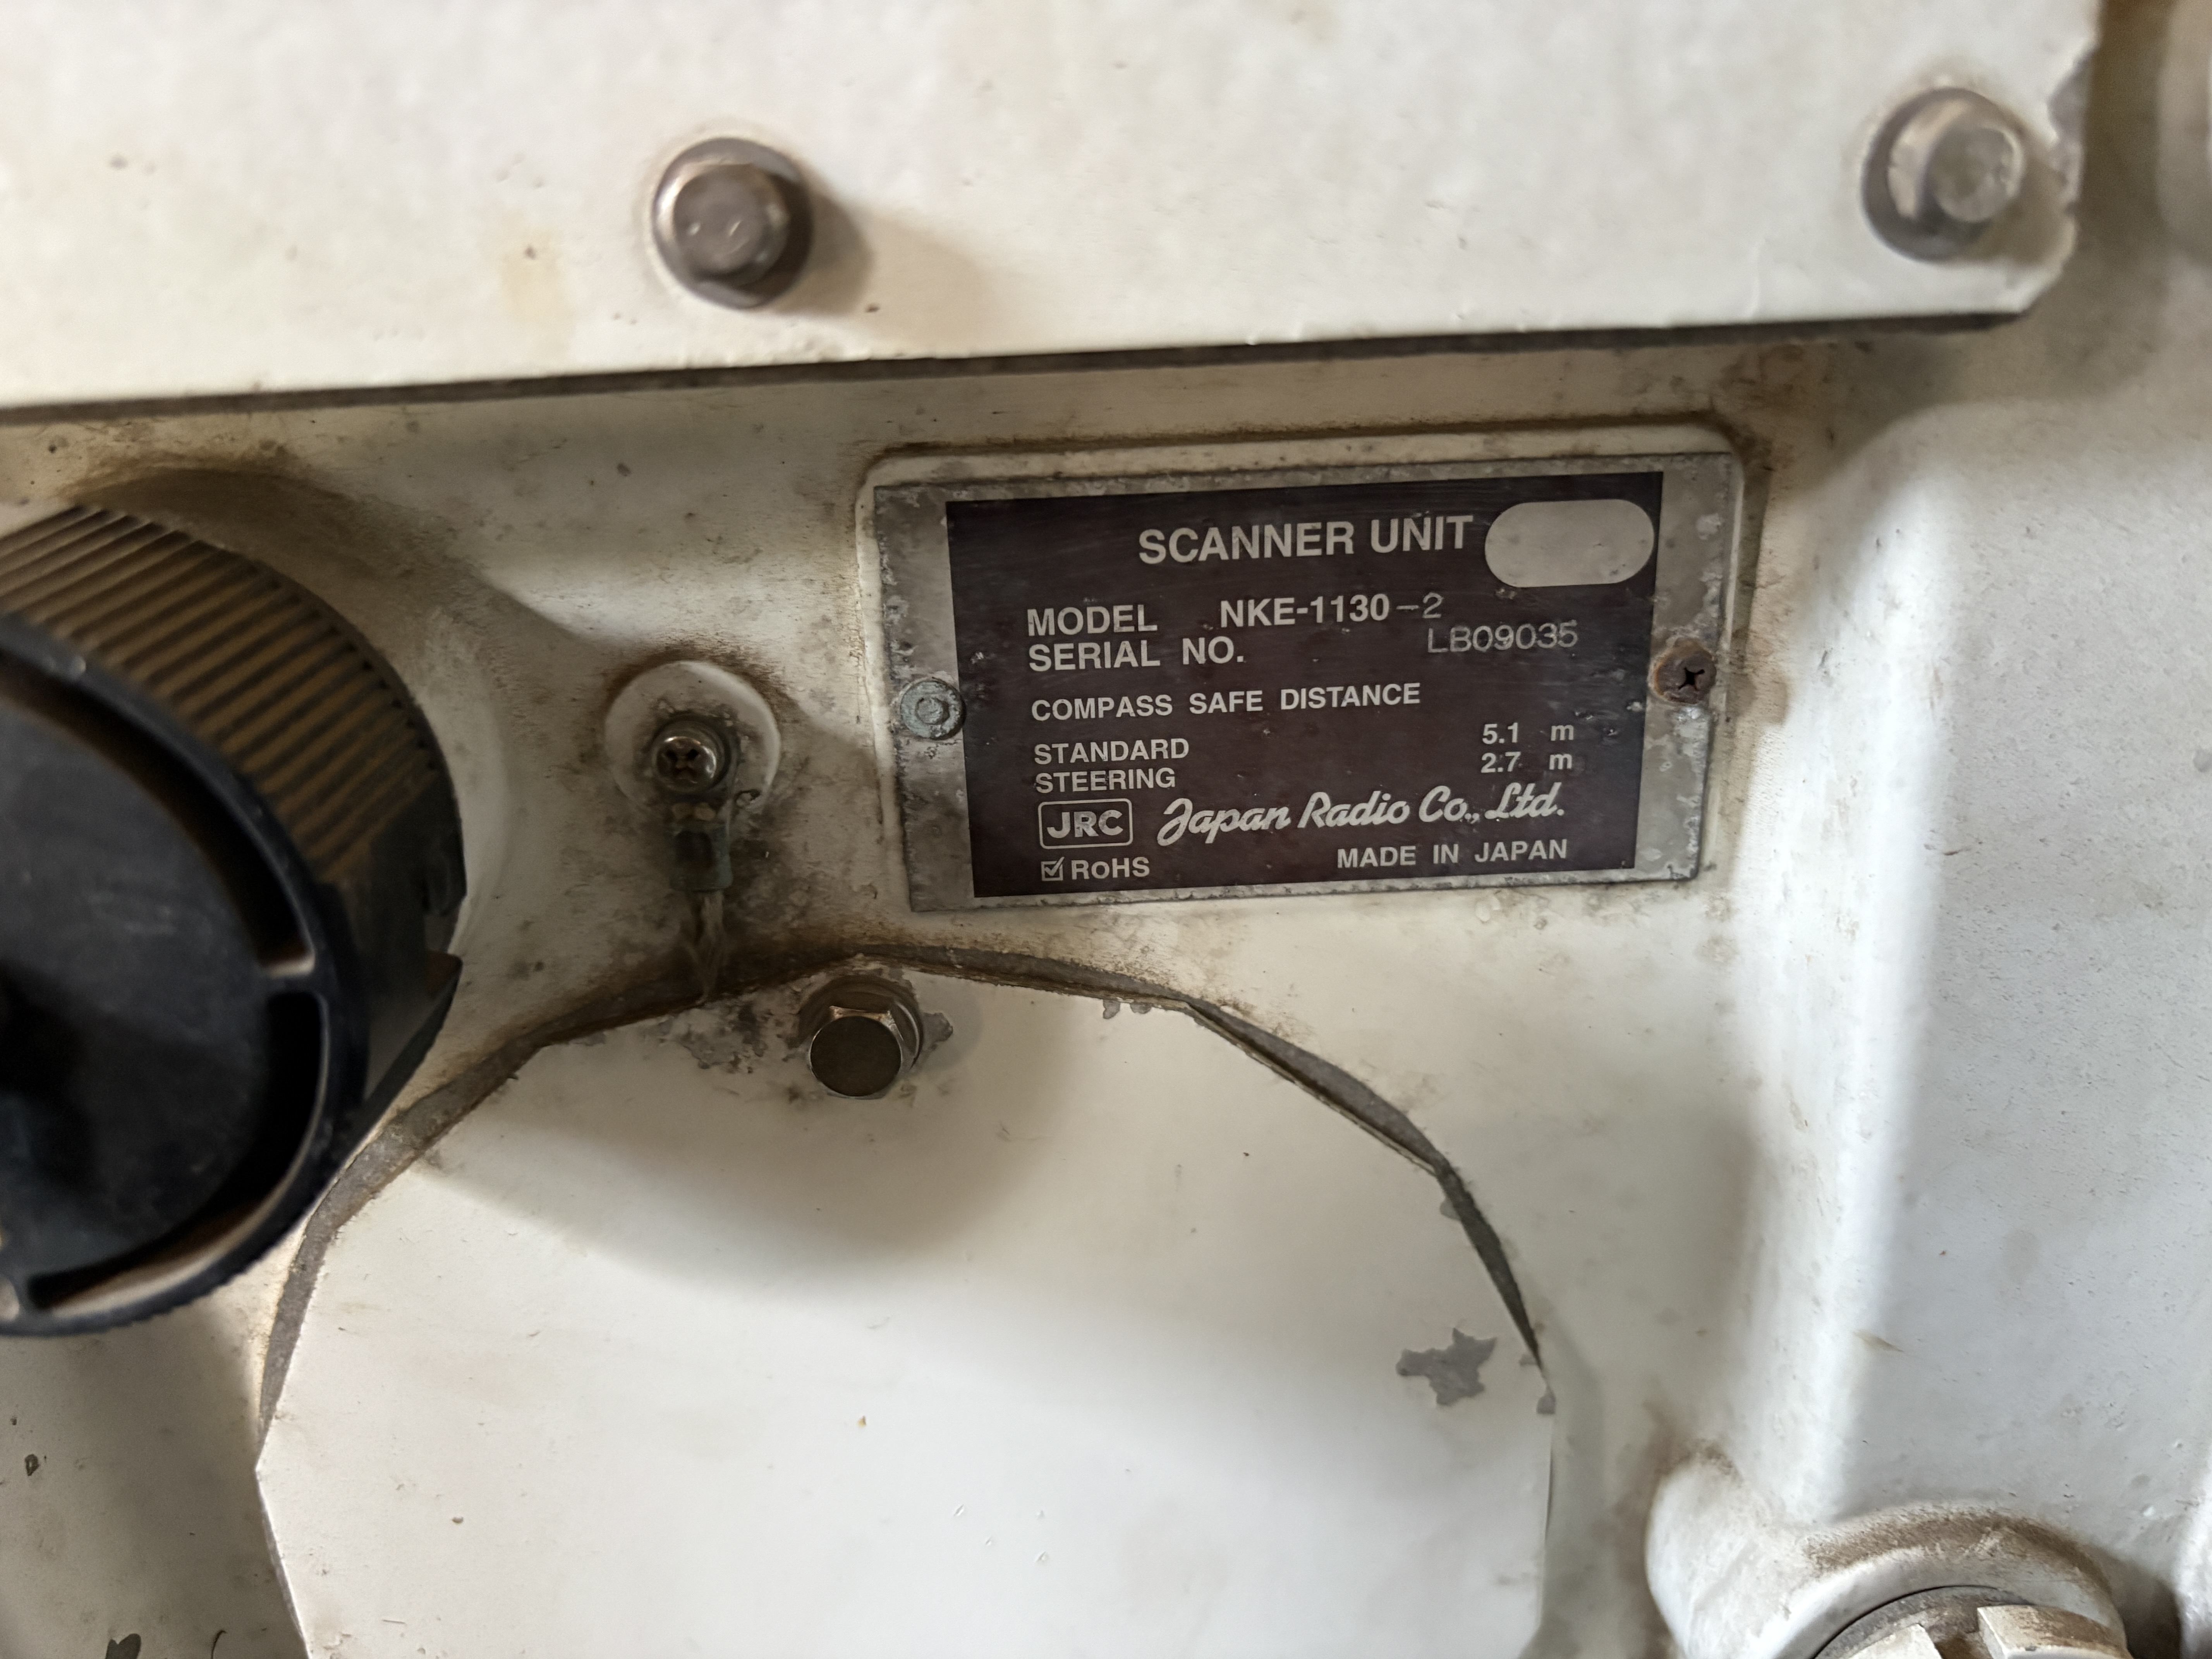 SCANNER UNIT
MODEL NKE-1130-2
SERIAL NO. LB09035
COMPASS SAFE DISTANCE
STANDARD 5.1 m
STEERING 2.7 m
JRC Japan Radio Co., Ltd.
RoHS MADE IN JAPAN